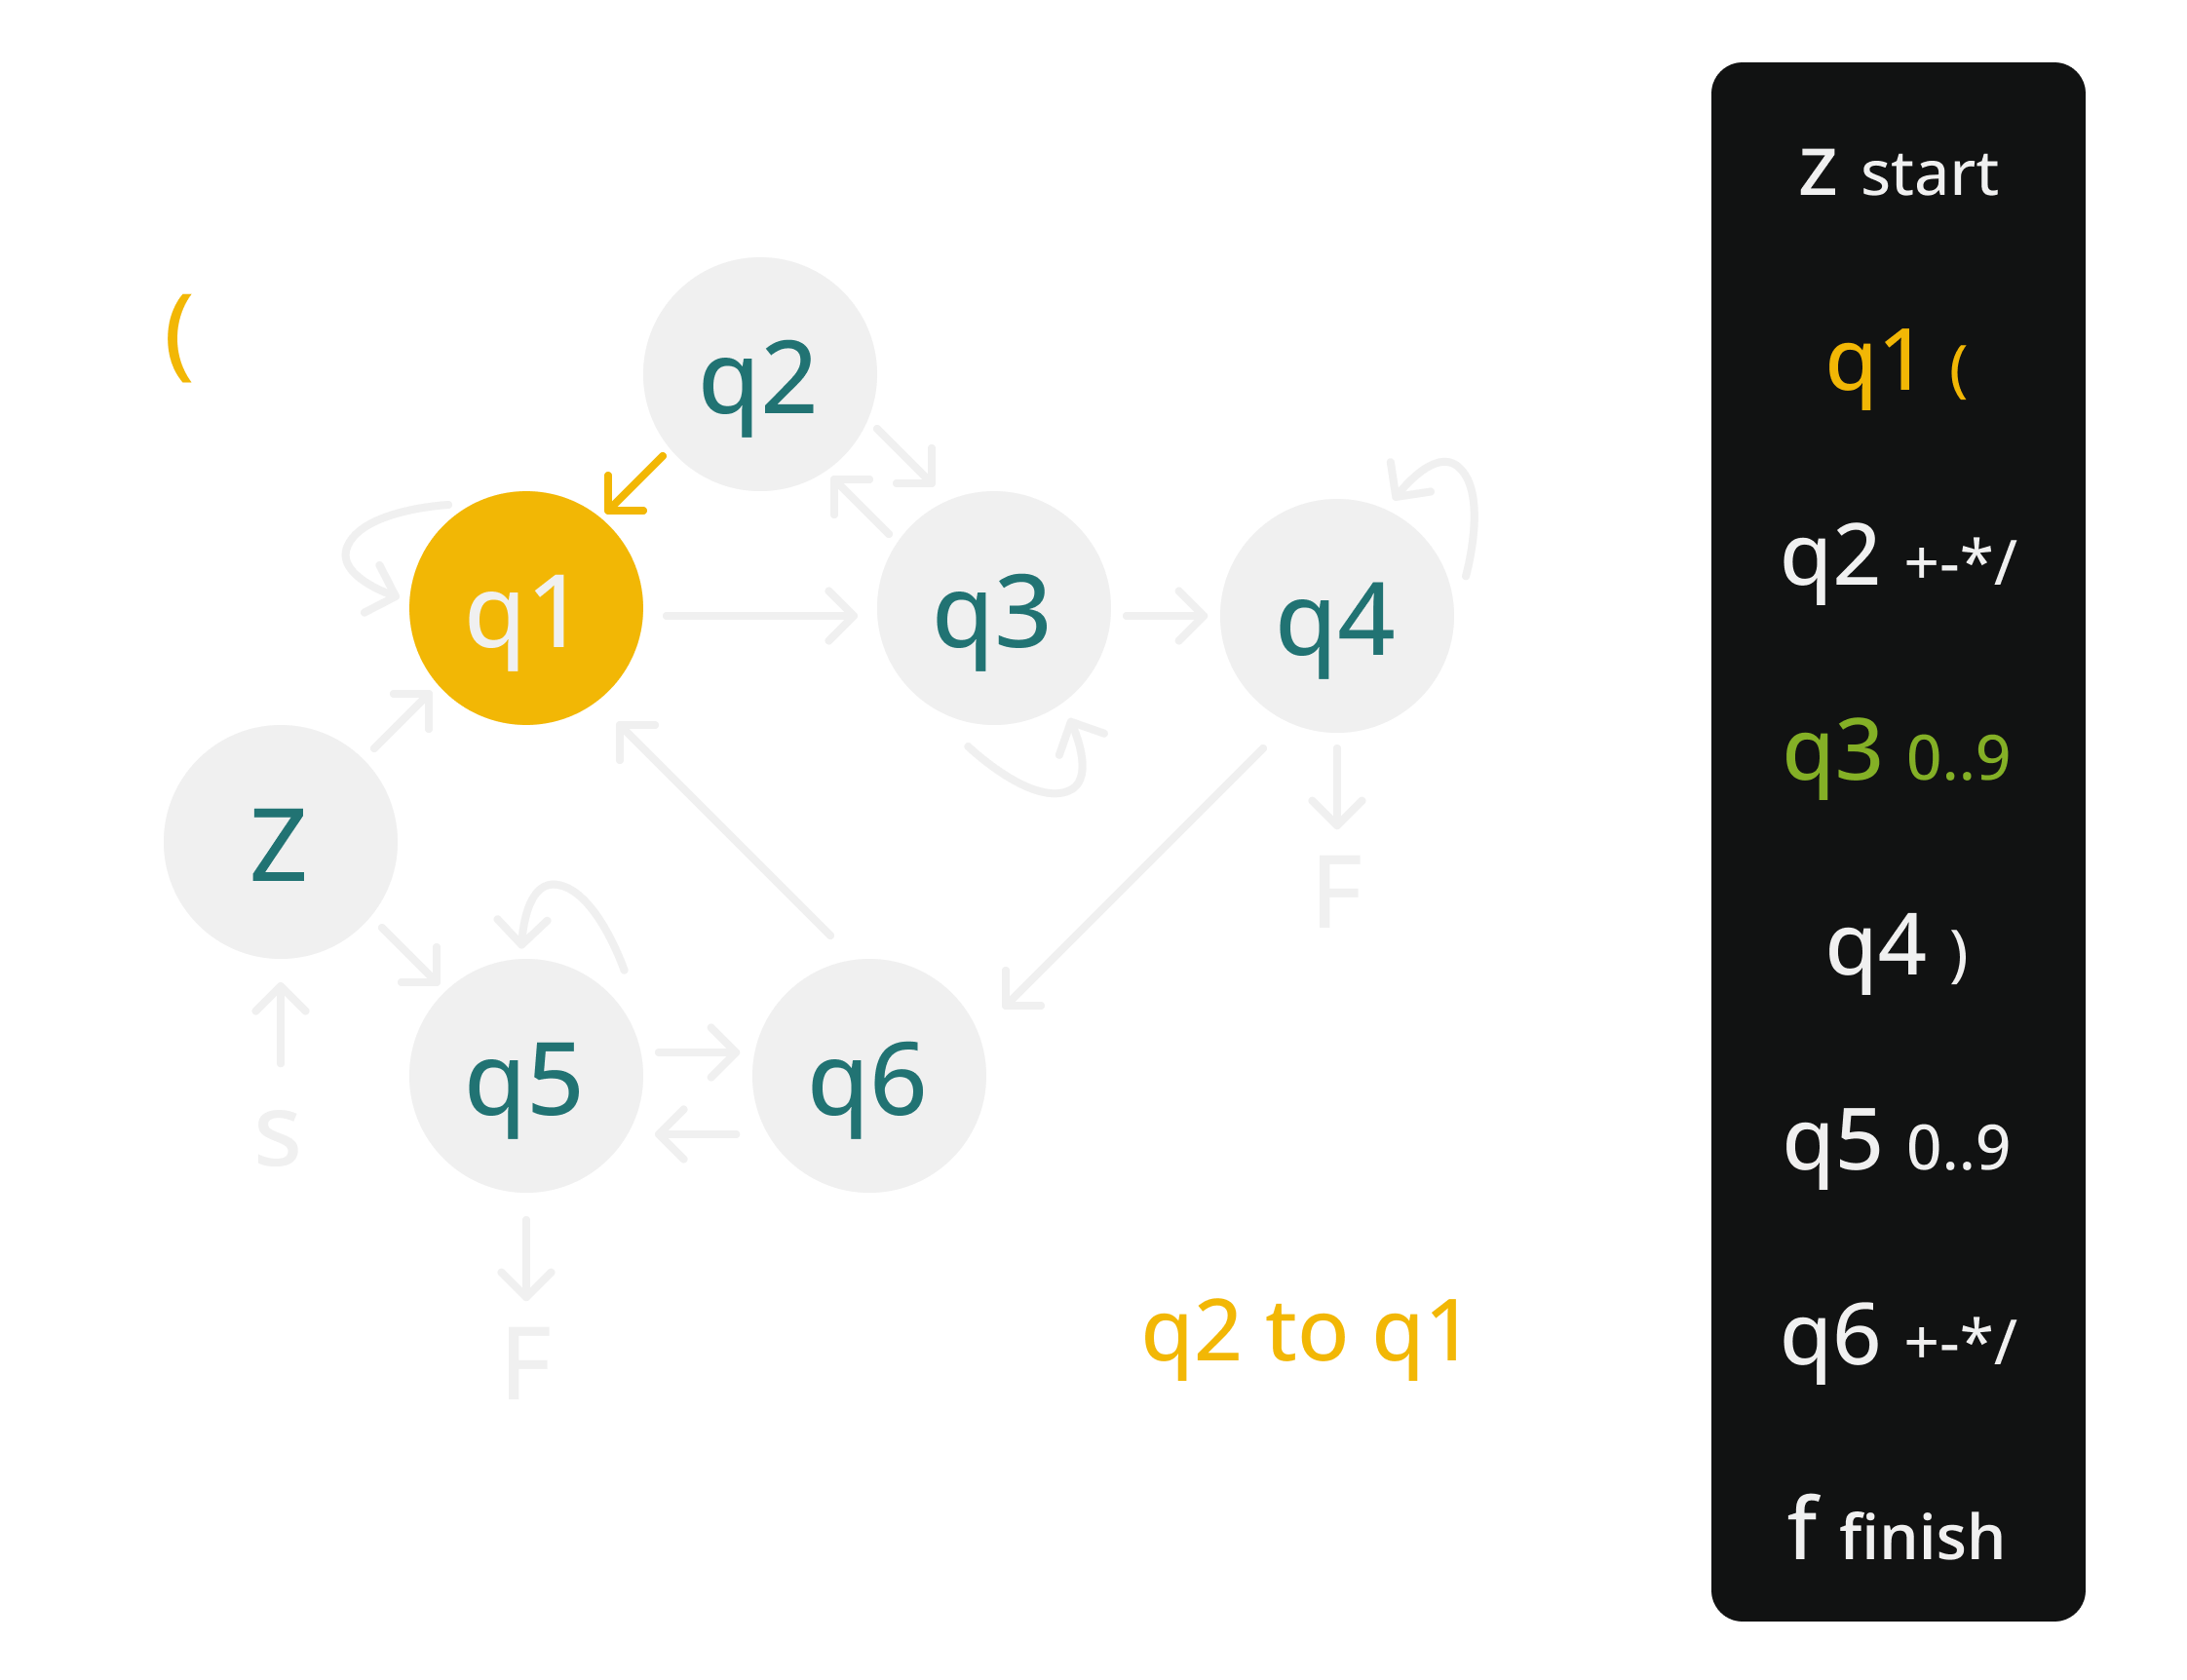 (
q2
q1
q3
q4
Z
F
q5
q6
s
F
q2 to q1
Z start
q1 (
q2 +-*/
q3 0..9
q4 )
q5 0..9
q6 +-*/
f finish